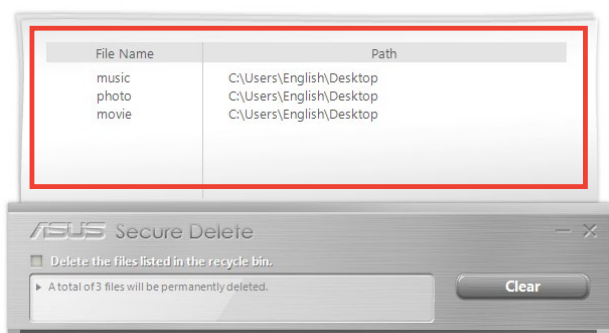 File Name Path
music C:\Users\English\Desktop
photo C:\Users\English\Desktop
movie C:\Users\English\Desktop
ASUS Secure Delete
Delete the files listed in the recycle bin.
A total of 3 files will be permanently deleted.
Clear